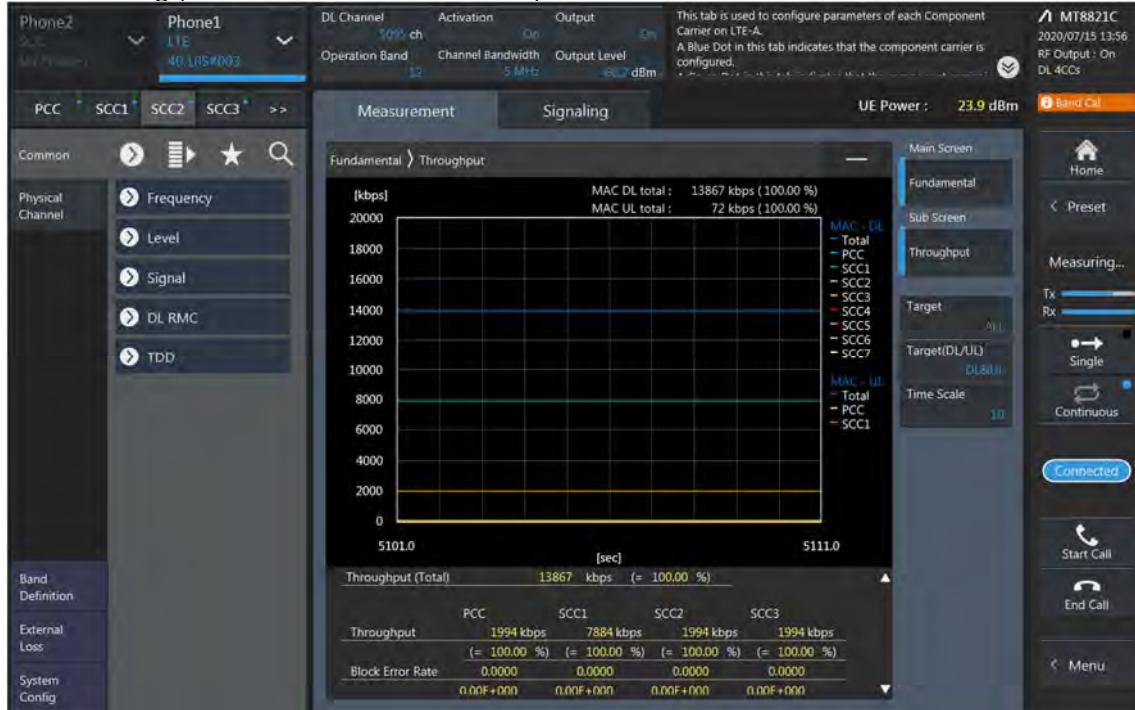 Phone2
Phone1
LTE
40.L05#003
DL Channel
5095 ch
Activation
On
Output
On
Operation Band
12
Channel Bandwidth
5 MHz
Output Level
-60.7 dBm
This tab is used to configure parameters of each Component
Carrier on LTE-A.
A Blue Dot in this tab indicates that the component carrier is
configured.
MT8821C
2020/07/15 13:56
RF Output : On
DL 4CCs
PCC SCC1 SCC2 SCC3 >>
Measurement
Signaling
UE Power : 23.9 dBm
Band Cal
Common
Physical
Channel
Frequency
Level
Signal
DL RMC
TDD
Band
Definition
External
Loss
System
Config
Fundamental 〉 Throughput
[kbps]
MAC DL total : 13867 kbps ( 100.00 %)
MAC UL total : 72 kbps ( 100.00 %)
20000
18000
16000
14000
12000
10000
8000
6000
4000
2000
0
5101.0
[sec]
5111.0
MAC - DL
Total
PCC
SCC1
SCC2
SCC3
SCC4
SCC5
SCC6
SCC7
MAC - UL
Total
PCC
SCC1
Throughput (Total) 13867 kbps (= 100.00 %)
PCC SCC1 SCC2 SCC3
Throughput 1994 kbps 7884 kbps 1994 kbps 1994 kbps
(= 100.00 %) (= 100.00 %) (= 100.00 %) (= 100.00 %)
Block Error Rate 0.0000 0.0000 0.0000 0.0000
0.00E+000 0.00E+000 0.00E+000 0.00E+000
Main Screen
Fundamental
Sub Screen
Throughput
Target
ALL
Target(DL/UL)
DL&UL
Time Scale
10
Home
< Preset
Measuring...
Tx
Rx
Single
Continuous
Connected
Start Call
End Call
< Menu